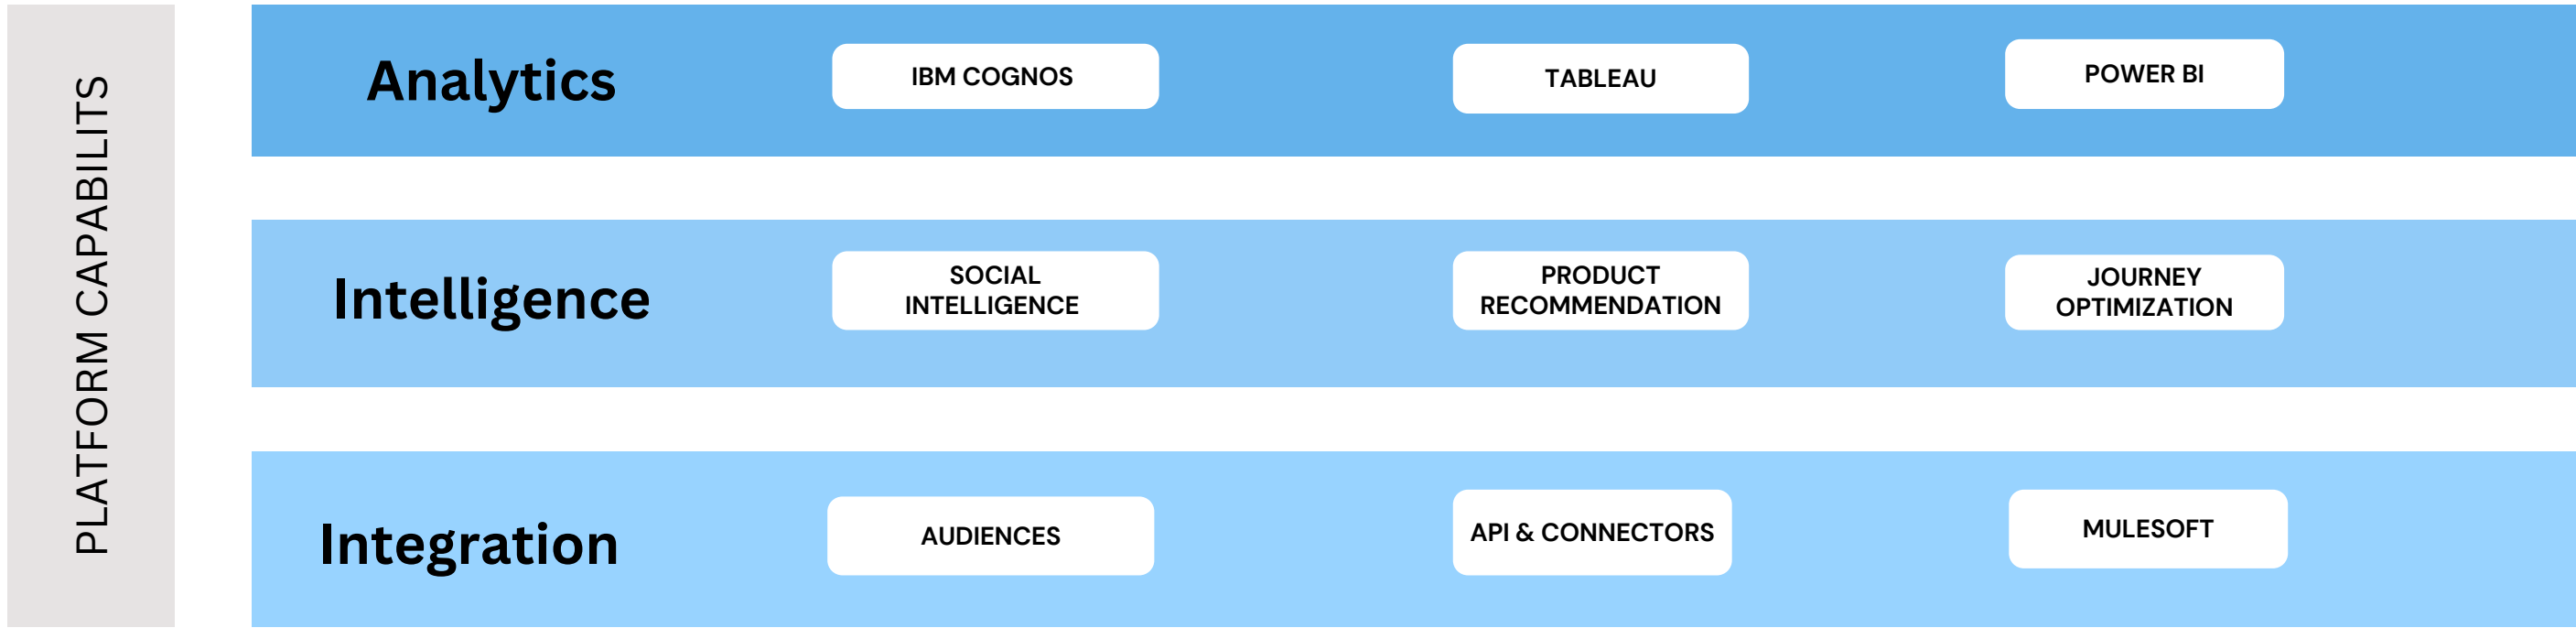 PLATFORM CAPABILITS
Analytics
IBM COGNOS
TABLEAU
POWER BI
Intelligence
SOCIAL
INTELLIGENCE
PRODUCT
RECOMMENDATION
JOURNEY
OPTIMIZATION
Integration
AUDIENCES
API & CONNECTORS
MULESOFT